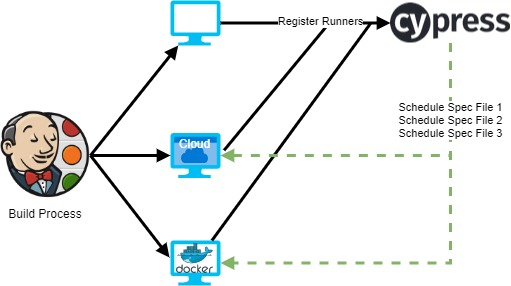 Register Runners
cypress
Schedule Spec File 1
Schedule Spec File 2
Schedule Spec File 3
Cloud
Build Process
docker